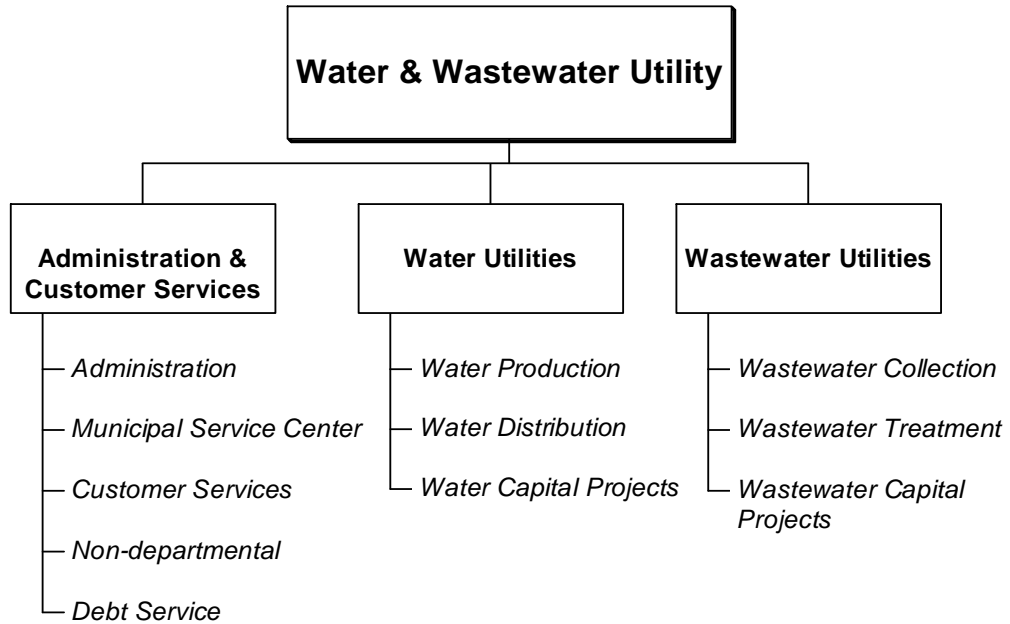 Water & Wastewater Utility
Administration &
Customer Services
Administration
Municipal Service Center
Customer Services
Non-departmental
Debt Service
Water Utilities
Water Production
Water Distribution
Water Capital Projects
Wastewater Utilities
Wastewater Collection
Wastewater Treatment
Wastewater Capital
Projects